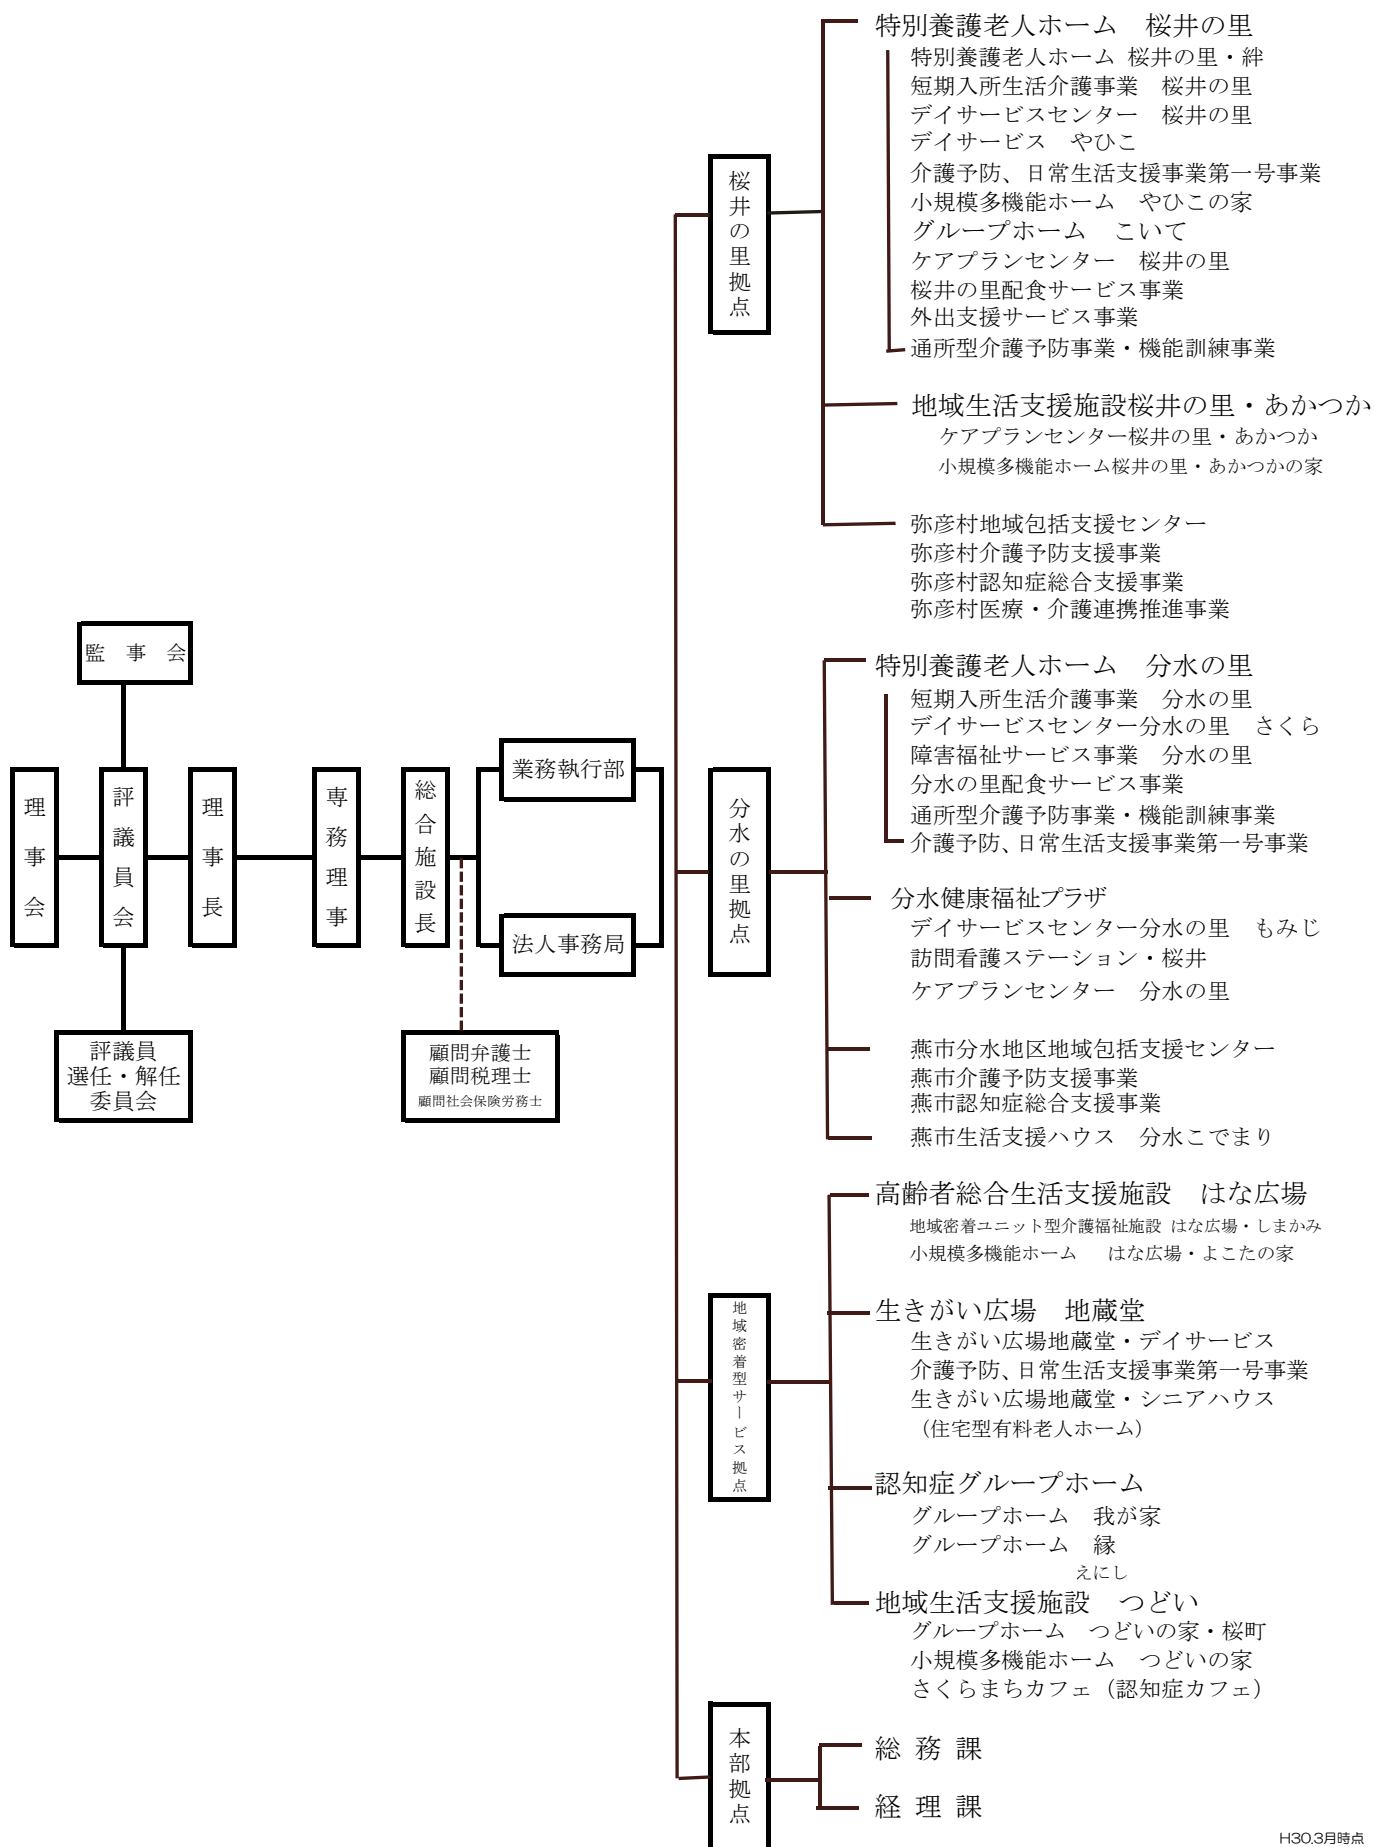 監　事　会
理事会
評議員会
理事長
専務理事
総合施設長
業務執行部
法人事務局
評議員
選任・解任
委員会
顧問弁護士
顧問税理士
顧問社会保険労務士
桜井の里拠点
特別養護老人ホーム　桜井の里
特別養護老人ホーム 桜井の里・絆
短期入所生活介護事業　桜井の里
デイサービスセンター　桜井の里
デイサービス　やひこ
介護予防、日常生活支援事業第一号事業
小規模多機能ホーム　やひこの家
グループホーム　こいて
ケアプランセンター　桜井の里
桜井の里配食サービス事業
外出支援サービス事業
通所型介護予防事業・機能訓練事業
地域生活支援施設桜井の里・あかつか
ケアプランセンター桜井の里・あかつか
小規模多機能ホーム桜井の里・あかつかの家
弥彦村地域包括支援センター
弥彦村介護予防支援事業
弥彦村認知症総合支援事業
弥彦村医療・介護連携推進事業
分水の里拠点
特別養護老人ホーム　分水の里
短期入所生活介護事業　分水の里
デイサービスセンター分水の里　さくら
障害福祉サービス事業　分水の里
分水の里配食サービス事業
通所型介護予防事業・機能訓練事業
介護予防、日常生活支援事業第一号事業
分水健康福祉プラザ
デイサービスセンター分水の里　もみじ
訪問看護ステーション・桜井
ケアプランセンター　分水の里
燕市分水地区地域包括支援センター
燕市介護予防支援事業
燕市認知症総合支援事業
燕市生活支援ハウス　分水こでまり
地域密着型サービス拠点
高齢者総合生活支援施設　はな広場
地域密着ユニット型介護福祉施設 はな広場・しまかみ
小規模多機能ホーム　はな広場・よこたの家
生きがい広場　地蔵堂
生きがい広場地蔵堂・デイサービス
介護予防、日常生活支援事業第一号事業
生きがい広場地蔵堂・シニアハウス
（住宅型有料老人ホーム）
認知症グループホーム
グループホーム　我が家
グループホーム　縁
えにし
地域生活支援施設　つどい
グループホーム　つどいの家・桜町
小規模多機能ホーム　つどいの家
さくらまちカフェ（認知症カフェ）
本部拠点
総 務 課
経 理 課
H30.3月時点